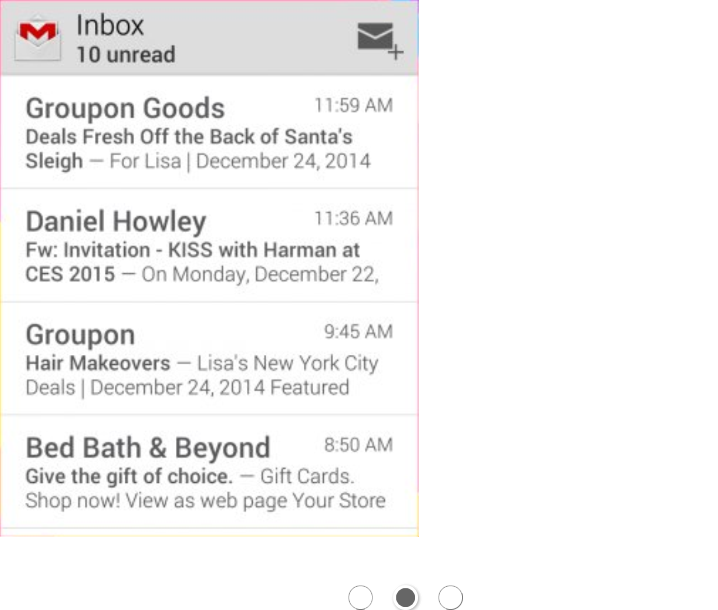 Inbox
10 unread
Groupon Goods 11:59 AM
Deals Fresh Off the Back of Santa's
Sleigh — For Lisa | December 24, 2014
Daniel Howley 11:36 AM
Fw: Invitation - KISS with Harman at
CES 2015 — On Monday, December 22,
Groupon 9:45 AM
Hair Makeovers — Lisa's New York City
Deals | December 24, 2014 Featured
Bed Bath & Beyond 8:50 AM
Give the gift of choice. — Gift Cards.
Shop now! View as web page Your Store